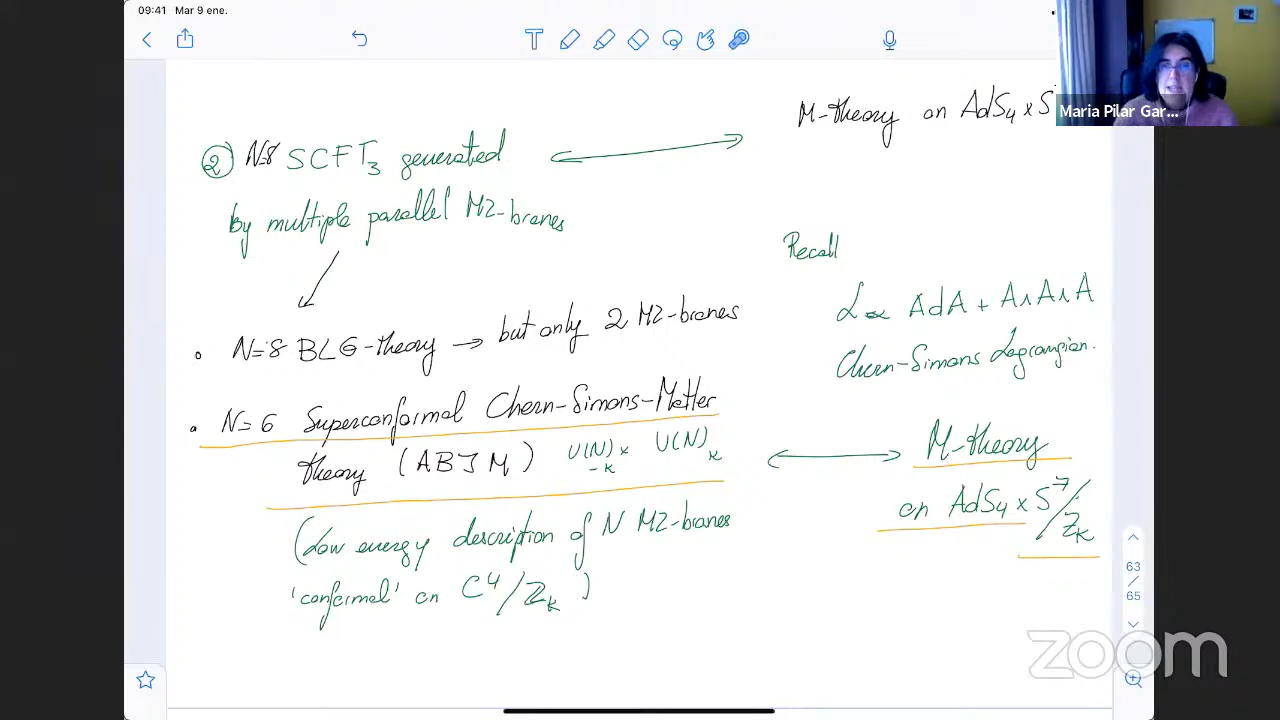 09:41 Mar 9 ene.
Maria Pilar Gar...
M-theory on AdS₄ x S
② N=8 SCFT₃ generated
by multiple parallel M2-branes
Recall
L ∝ AdA + A∧A∧A
Chern-Simons Lagrangian.
• N=8 BLG-theory → but only 2 M2-branes
• N=6 Superconformal Chern-Simons-Matter
theory (ABJM) U(N)₋ₖ x U(N)ₖ
M-theory
on AdS₄ x S⁷/Zₖ
(Low energy description of N M2-branes
'conformal' on C⁴/Zₖ)
63
/
65
zoom